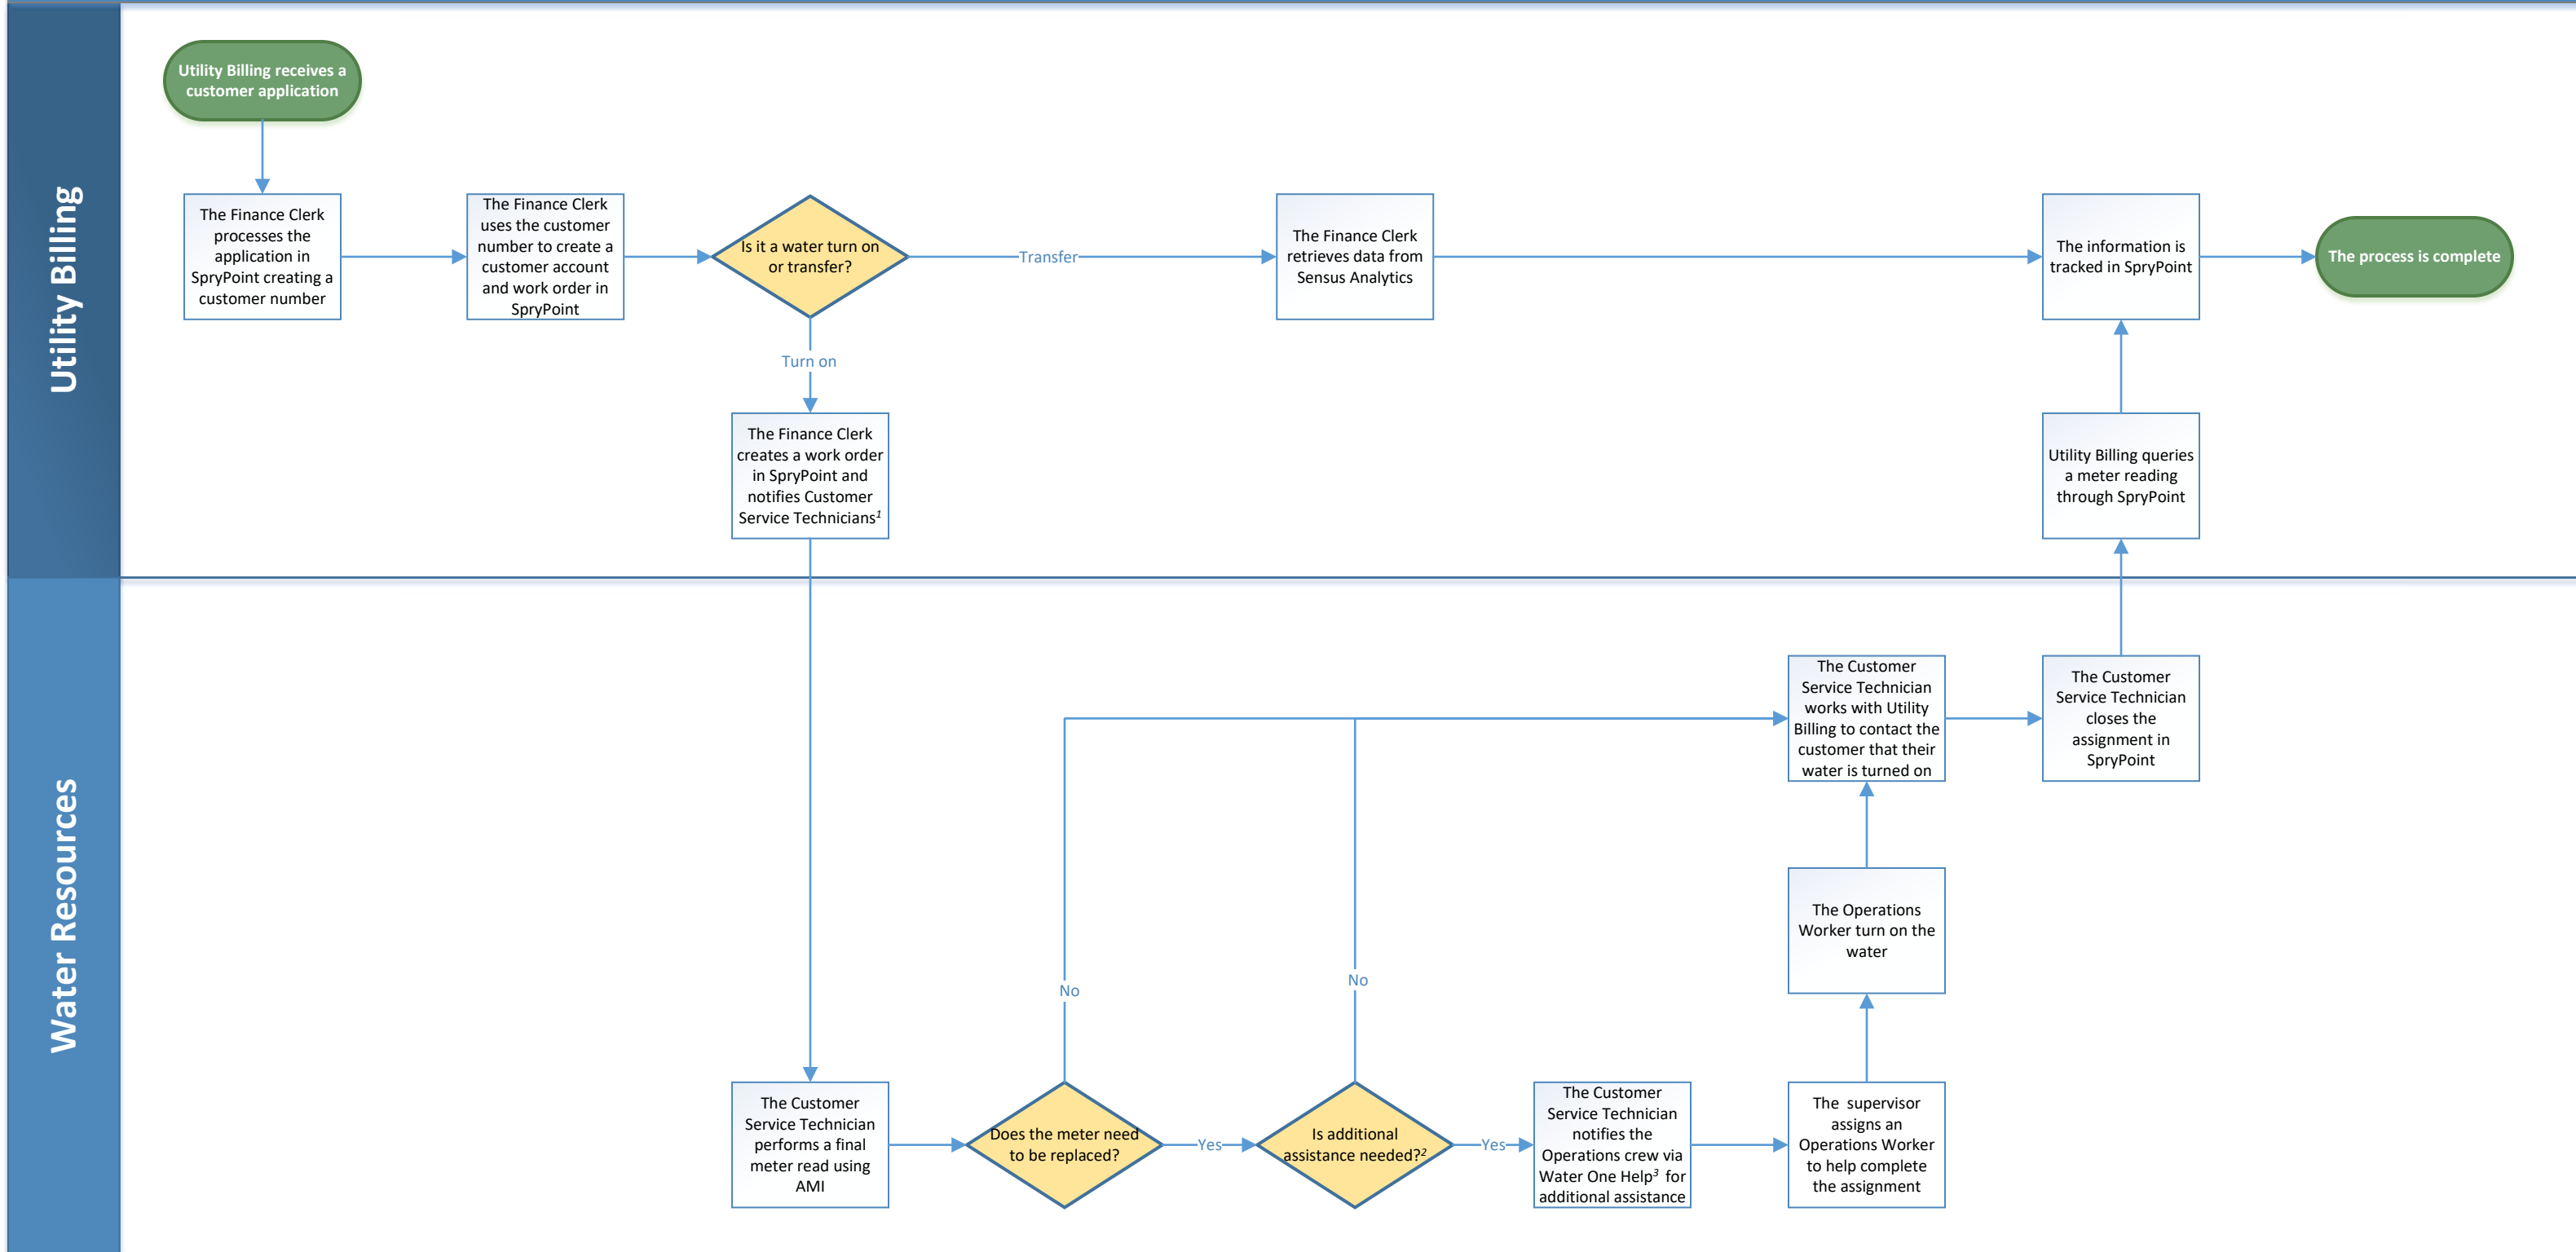 Utility Billing
Utility Billing receives a
customer application
The Finance Clerk
processes the
application in
SpryPoint creating a
customer number
The Finance Clerk
uses the customer
number to create a
customer account
and work order in
SpryPoint
Is it a water turn on
or transfer?
Transfer
The Finance Clerk
retrieves data from
Sensus Analytics
The information is
tracked in SpryPoint
The process is complete
Turn on
The Finance Clerk
creates a work order
in SpryPoint and
notifies Customer
Service Technicians¹
Utility Billing queries
a meter reading
through SpryPoint
Water Resources
The Customer
Service Technician
works with Utility
Billing to contact the
customer that their
water is turned on
The Customer
Service Technician
closes the
assignment in
SpryPoint
The Operations
Worker turn on the
water
No
No
The Customer
Service Technician
performs a final
meter read using
AMI
Does the meter need
to be replaced?
Yes
Is additional
assistance needed?²
Yes
The Customer
Service Technician
notifies the
Operations crew via
Water One Help³ for
additional assistance
The supervisor
assigns an
Operations Worker
to help complete
the assignment